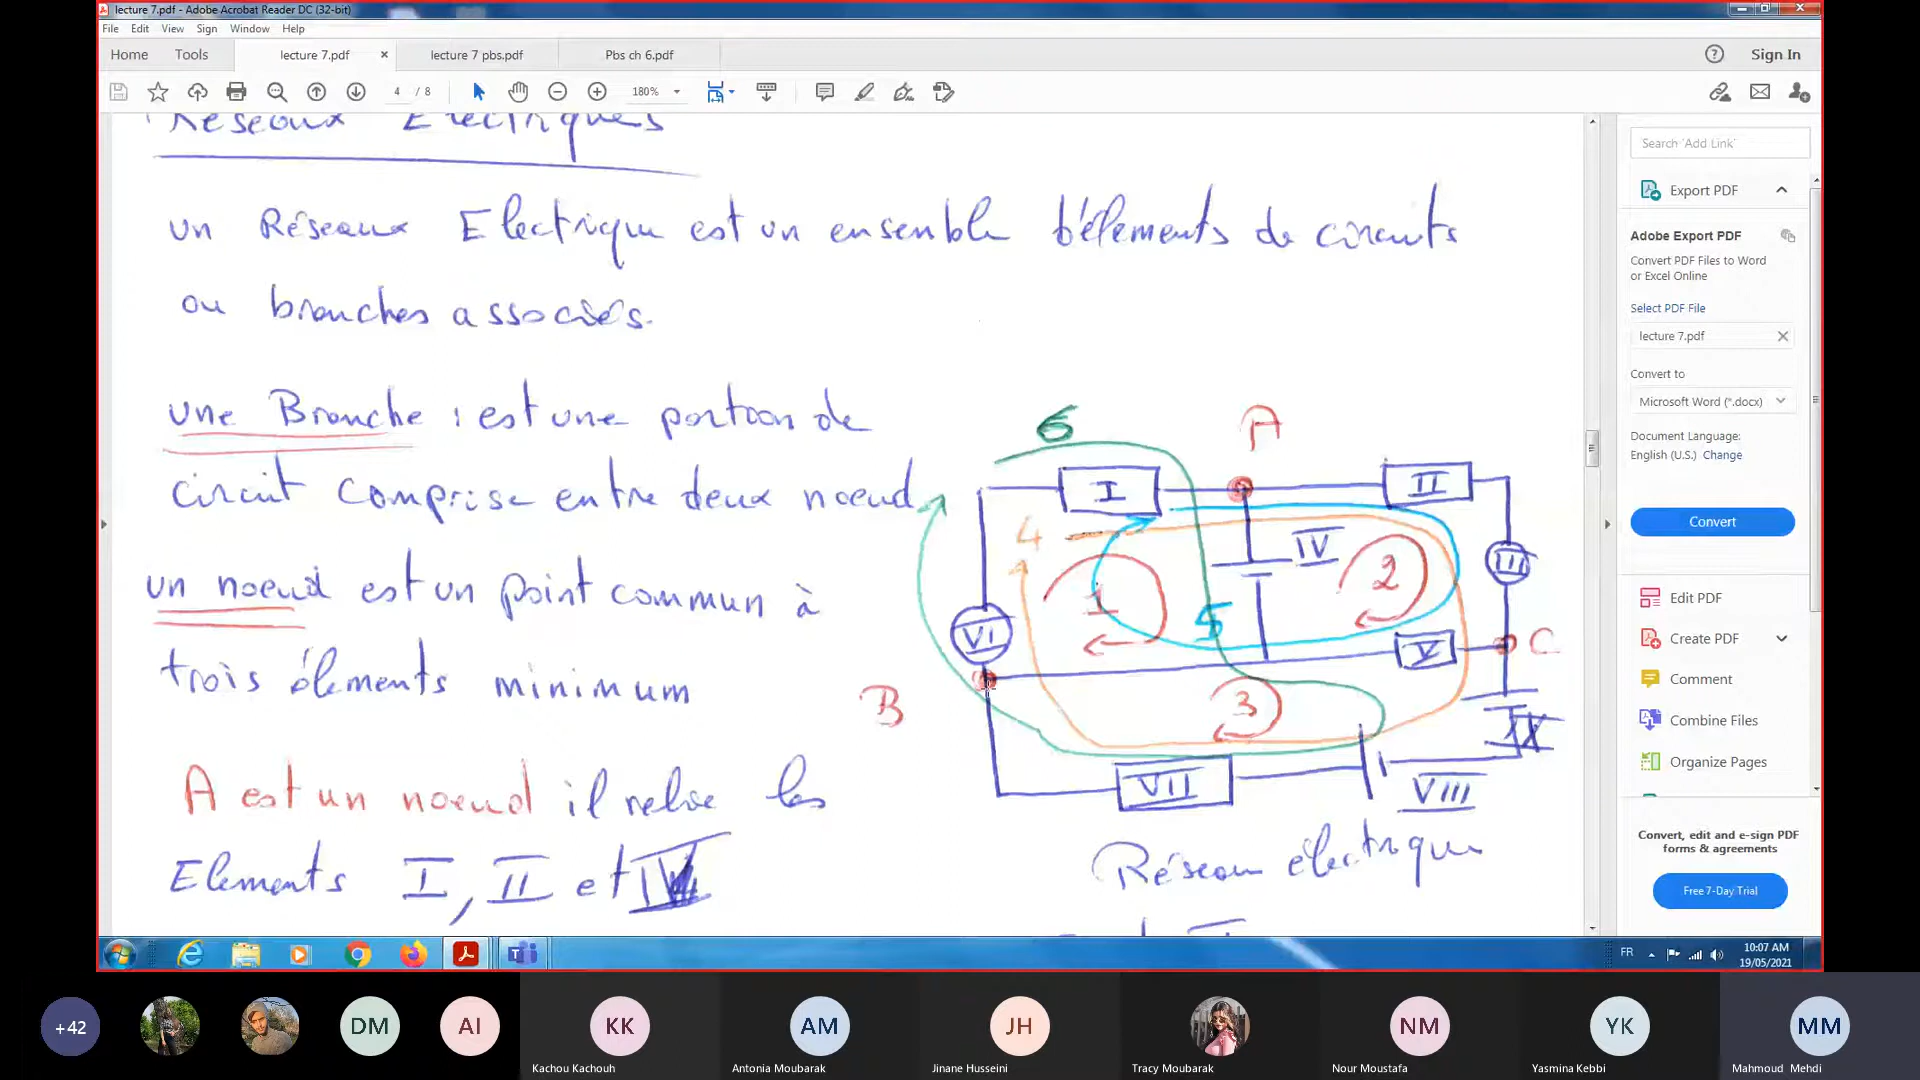 lecture 7.pdf - Adobe Acrobat Reader DC (32-bit)
File Edit View Sign Window Help
Home Tools lecture 7.pdf × lecture 7 pbs.pdf Pbs ch 6.pdf Sign In
4 / 8 180%
Réseaux Electriques
un Réseaux Electrique est un ensemble d'élements de circuits
ou branches associés.
une Branche : est une portion de
circuit comprise entre deux noeud
un noeud est un point commun à
trois élements minimum
A est un noeud il relie les
Elements I, II et IV
6 A
I II
4 IV 2 III
1 5
VI V C
B 3
IX
VII VIII
Réseau électrique
Search 'Add Link'
Export PDF
Adobe Export PDF
Convert PDF Files to Word
or Excel Online
Select PDF File
lecture 7.pdf
Convert to
Microsoft Word (*.docx)
Document Language:
English (U.S.) Change
Convert
Edit PDF
Create PDF
Comment
Combine Files
Organize Pages
Convert, edit and e-sign PDF
forms & agreements
Free 7-Day Trial
FR 10:07 AM
19/05/2021
+42 DM AI KK AM JH NM YK MM
Kachou Kachouh Antonia Moubarak Jinane Husseini Tracy Moubarak Nour Moustafa Yasmina Kebbi Mahmoud Mehdi